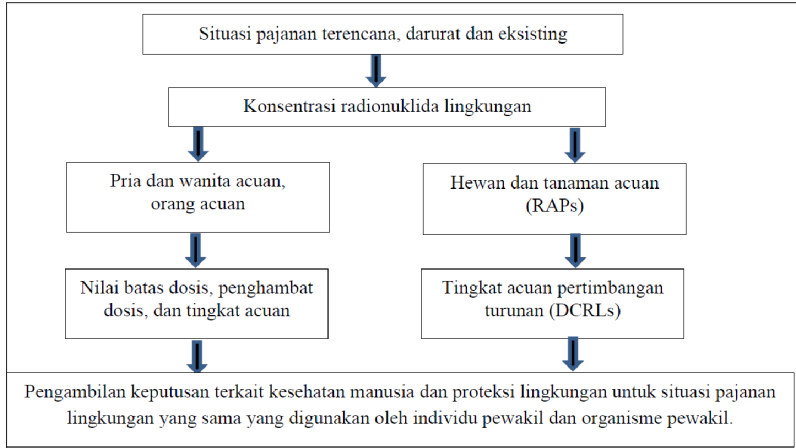 Situasi pajanan terencana, darurat dan eksisting
Konsentrasi radionuklida lingkungan
Pria dan wanita acuan,
orang acuan
Hewan dan tanaman acuan
(RAPs)
Nilai batas dosis, penghambat
dosis, dan tingkat acuan
Tingkat acuan pertimbangan
turunan (DCRLs)
Pengambilan keputusan terkait kesehatan manusia dan proteksi lingkungan untuk situasi pajanan
lingkungan yang sama yang digunakan oleh individu pewakil dan organisme pewakil.